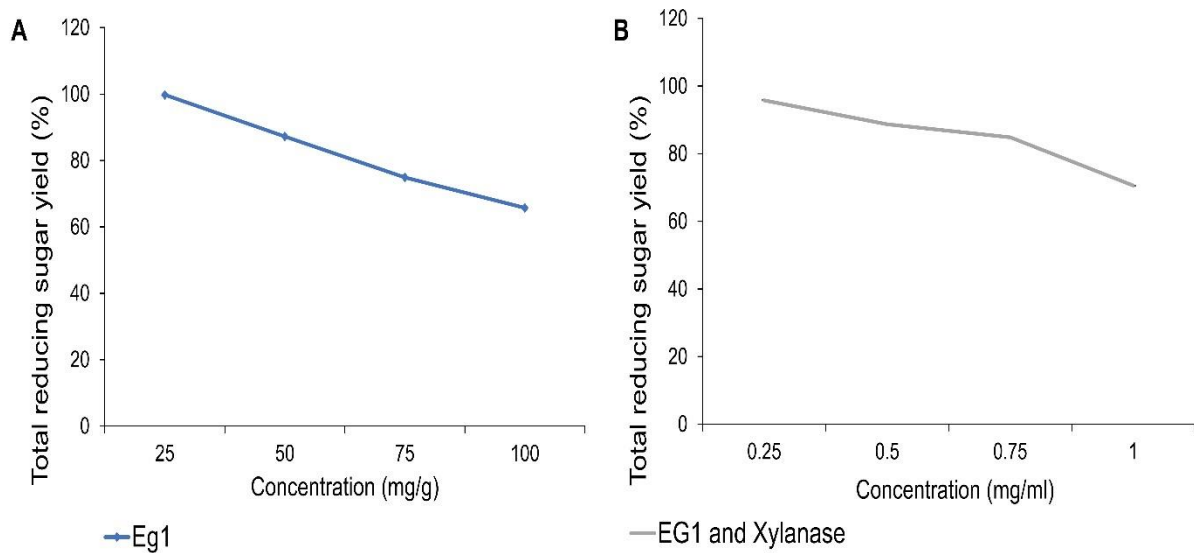 A
Total reducing sugar yield (%)
120
100
80
60
40
20
0
25 50 75 100
Concentration (mg/g)
Eg1
B
Total reducing sugar yield (%)
120
100
80
60
40
20
0
0.25 0.5 0.75 1
Concentration (mg/ml)
EG1 and Xylanase